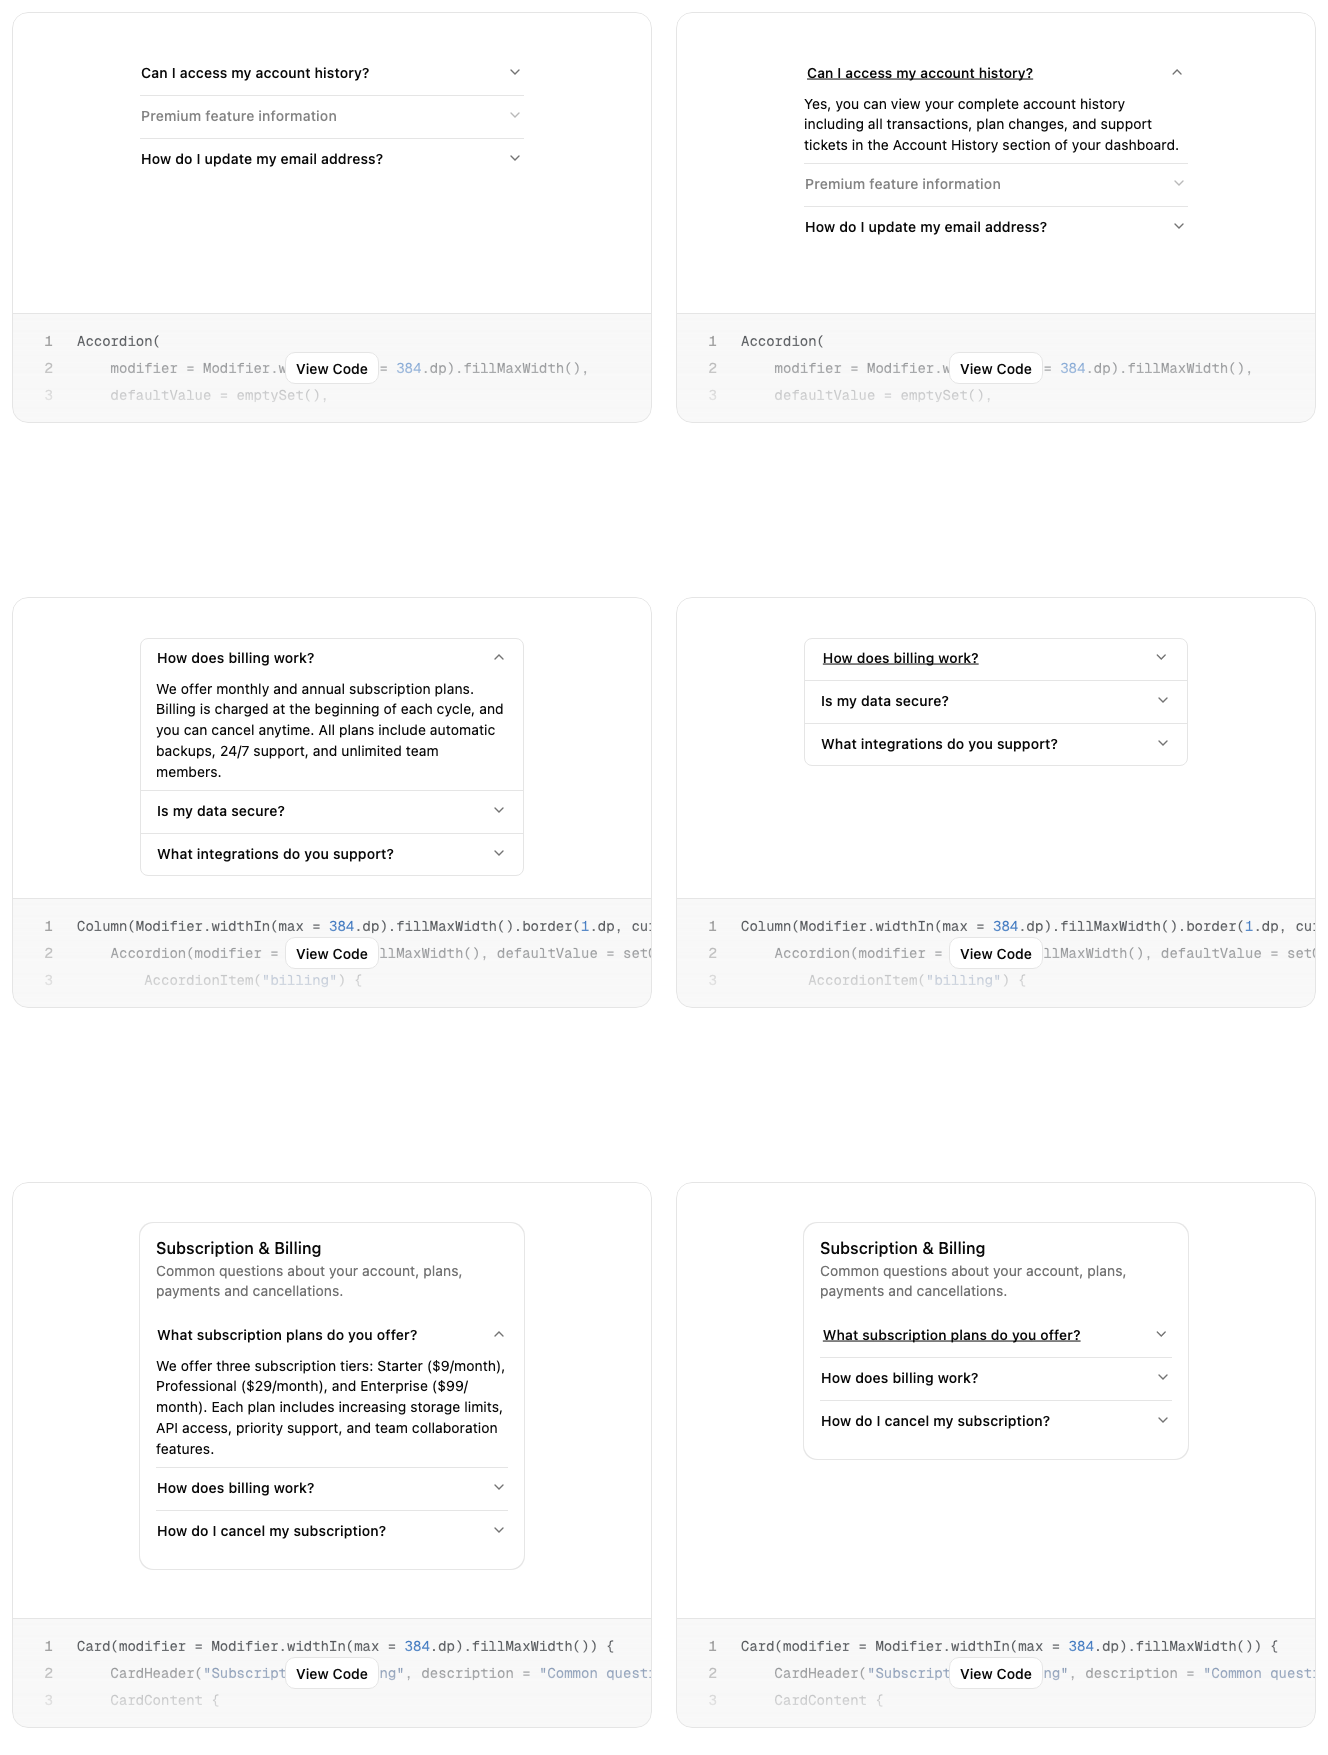 Can I access my account history?
Premium feature information
How do I update my email address?
1 Accordion(
2 modifier = Modifier.w View Code = 384.dp).fillMaxWidth(),
3 defaultValue = emptySet(),
Can I access my account history?
Yes, you can view your complete account history
including all transactions, plan changes, and support
tickets in the Account History section of your dashboard.
Premium feature information
How do I update my email address?
1 Accordion(
2 modifier = Modifier.w View Code = 384.dp).fillMaxWidth(),
3 defaultValue = emptySet(),
How does billing work?
We offer monthly and annual subscription plans.
Billing is charged at the beginning of each cycle, and
you can cancel anytime. All plans include automatic
backups, 24/7 support, and unlimited team
members.
Is my data secure?
What integrations do you support?
1 Column(Modifier.widthIn(max = 384.dp).fillMaxWidth().border(1.dp, cu
2 Accordion(modifier = View Code llMaxWidth(), defaultValue = set
3 AccordionItem("billing") {
How does billing work?
Is my data secure?
What integrations do you support?
1 Column(Modifier.widthIn(max = 384.dp).fillMaxWidth().border(1.dp, cu
2 Accordion(modifier = View Code llMaxWidth(), defaultValue = set
3 AccordionItem("billing") {
Subscription & Billing
Common questions about your account, plans,
payments and cancellations.
What subscription plans do you offer?
We offer three subscription tiers: Starter ($9/month),
Professional ($29/month), and Enterprise ($99/
month). Each plan includes increasing storage limits,
API access, priority support, and team collaboration
features.
How does billing work?
How do I cancel my subscription?
1 Card(modifier = Modifier.widthIn(max = 384.dp).fillMaxWidth()) {
2 CardHeader("Subscript View Code ng", description = "Common questi
3 CardContent {
Subscription & Billing
Common questions about your account, plans,
payments and cancellations.
What subscription plans do you offer?
How does billing work?
How do I cancel my subscription?
1 Card(modifier = Modifier.widthIn(max = 384.dp).fillMaxWidth()) {
2 CardHeader("Subscript View Code ng", description = "Common questi
3 CardContent {